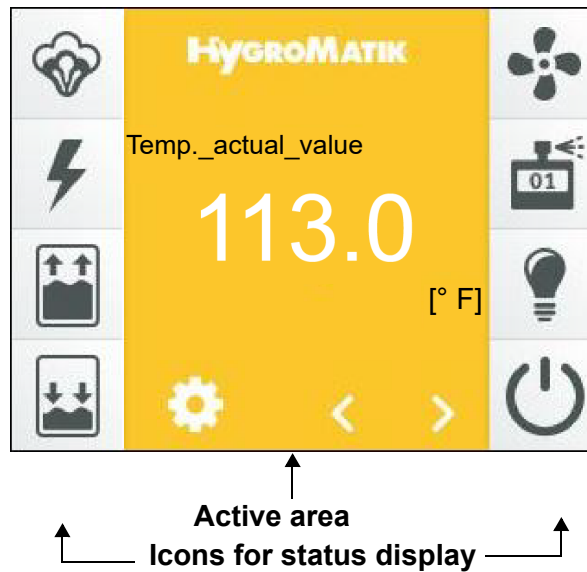 HYGROMATIK
Temp._actual_value
01
113.0
[° F]
Active area
Icons for status display